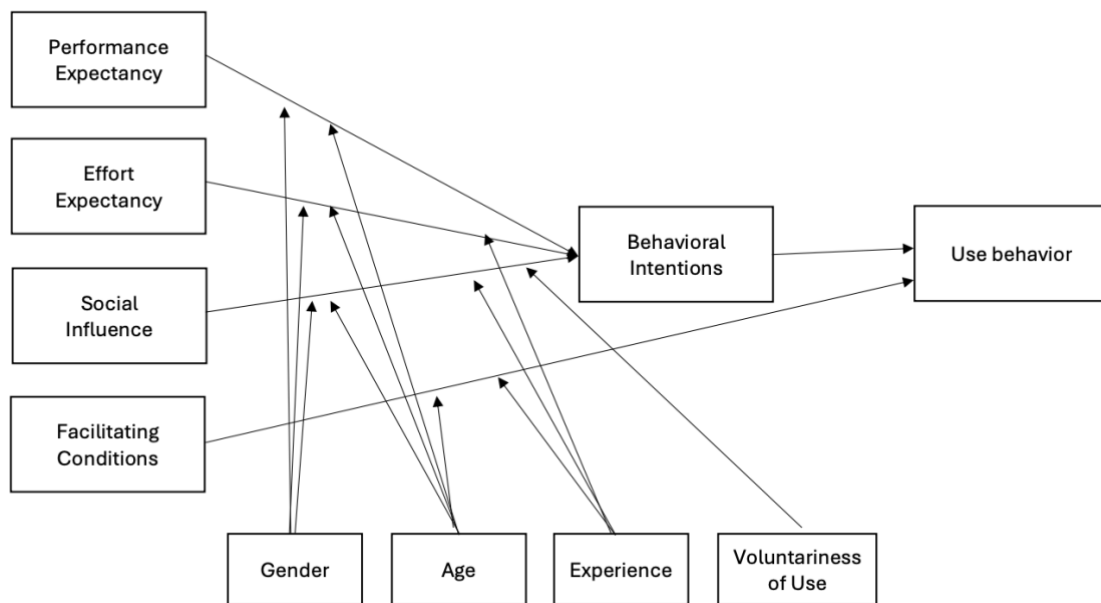 Performance
Expectancy
Effort
Expectancy
Social
Influence
Facilitating
Conditions
Behavioral
Intentions
Use behavior
Gender
Age
Experience
Voluntariness
of Use